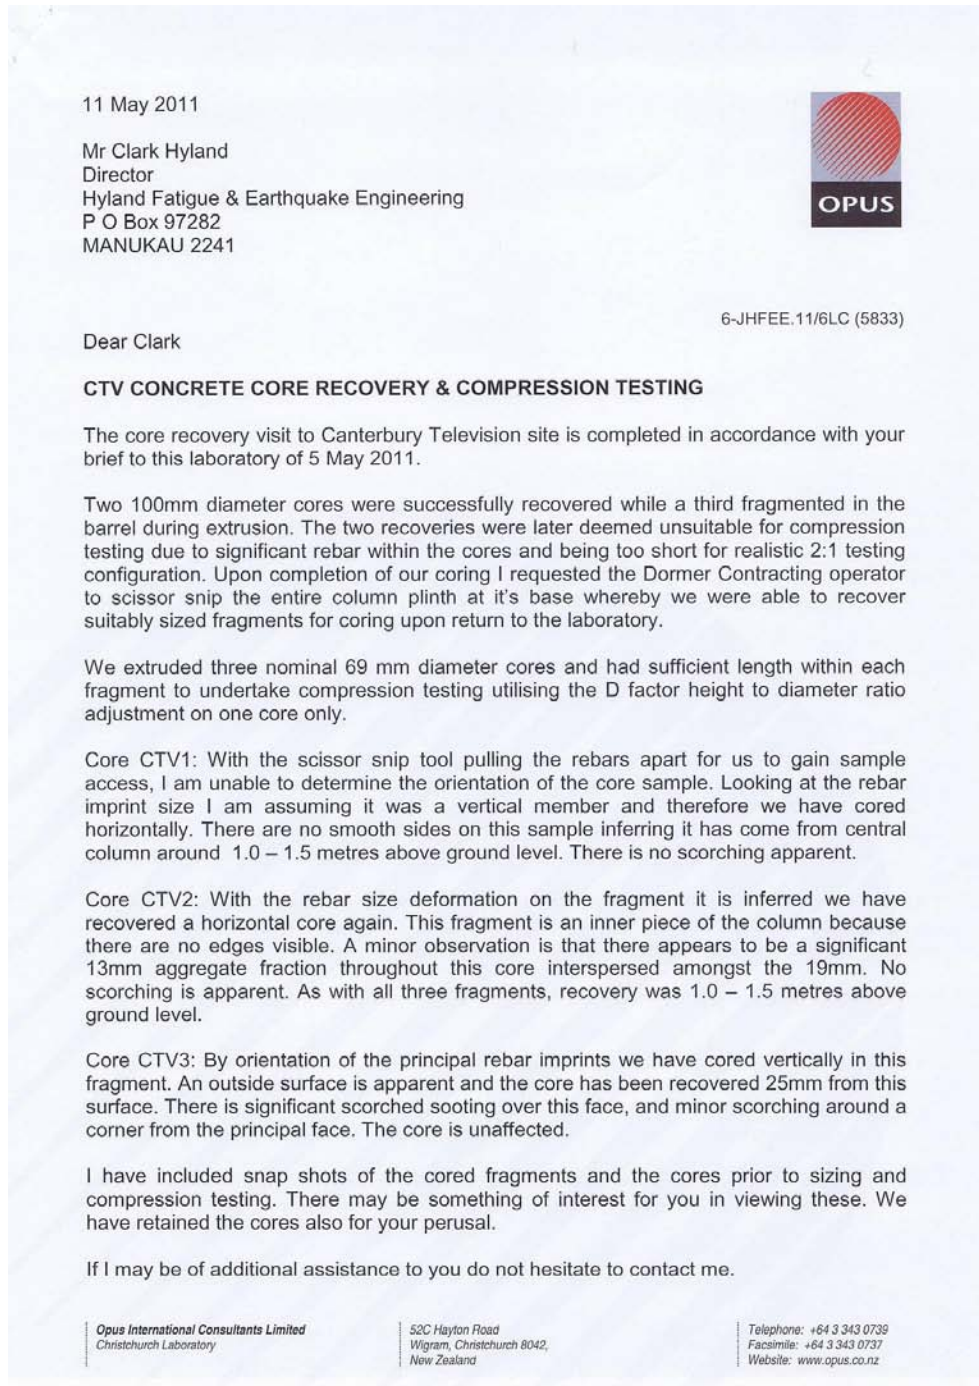 11 May 2011
Mr Clark Hyland
Director
Hyland Fatigue & Earthquake Engineering
P O Box 97282
MANUKAU 2241
OPUS
6-JHFEE.11/6LC (5833)
Dear Clark
CTV CONCRETE CORE RECOVERY & COMPRESSION TESTING
The core recovery visit to Canterbury Television site is completed in accordance with your
brief to this laboratory of 5 May 2011.
Two 100mm diameter cores were successfully recovered while a third fragmented in the
barrel during extrusion. The two recoveries were later deemed unsuitable for compression
testing due to significant rebar within the cores and being too short for realistic 2:1 testing
configuration. Upon completion of our coring I requested the Dormer Contracting operator
to scissor snip the entire column plinth at it's base whereby we were able to recover
suitably sized fragments for coring upon return to the laboratory.
We extruded three nominal 69 mm diameter cores and had sufficient length within each
fragment to undertake compression testing utilising the D factor height to diameter ratio
adjustment on one core only.
Core CTV1: With the scissor snip tool pulling the rebars apart for us to gain sample
access, I am unable to determine the orientation of the core sample. Looking at the rebar
imprint size I am assuming it was a vertical member and therefore we have cored
horizontally. There are no smooth sides on this sample inferring it has come from central
column around 1.0 – 1.5 metres above ground level. There is no scorching apparent.
Core CTV2: With the rebar size deformation on the fragment it is inferred we have
recovered a horizontal core again. This fragment is an inner piece of the column because
there are no edges visible. A minor observation is that there appears to be a significant
13mm aggregate fraction throughout this core interspersed amongst the 19mm. No
scorching is apparent. As with all three fragments, recovery was 1.0 – 1.5 metres above
ground level.
Core CTV3: By orientation of the principal rebar imprints we have cored vertically in this
fragment. An outside surface is apparent and the core has been recovered 25mm from this
surface. There is significant scorched sooting over this face, and minor scorching around a
corner from the principal face. The core is unaffected.
I have included snap shots of the cored fragments and the cores prior to sizing and
compression testing. There may be something of interest for you in viewing these. We
have retained the cores also for your perusal.
If I may be of additional assistance to you do not hesitate to contact me.
Opus International Consultants Limited
Christchurch Laboratory
52C Hayton Road
Wigram, Christchurch 8042,
New Zealand
Telephone: +64 3 343 0739
Facsimile: +64 3 343 0737
Website: www.opus.co.nz